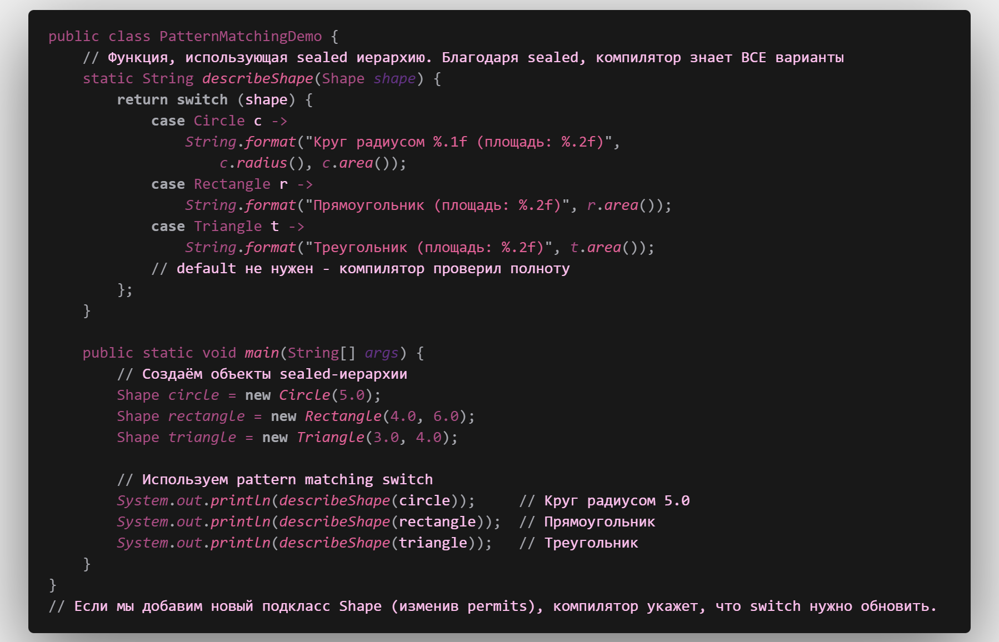 public class PatternMatchingDemo {
    // Функция, использующая sealed иерархию. Благодаря sealed, компилятор знает ВСЕ варианты
    static String describeShape(Shape shape) {
        return switch (shape) {
            case Circle c ->
                String.format("Круг радиусом %.1f (площадь: %.2f)",
                    c.radius(), c.area());
            case Rectangle r ->
                String.format("Прямоугольник (площадь: %.2f)", r.area());
            case Triangle t ->
                String.format("Треугольник (площадь: %.2f)", t.area());
            // default не нужен - компилятор проверил полноту
        };
    }

    public static void main(String[] args) {
        // Создаём объекты sealed-иерархии
        Shape circle = new Circle(5.0);
        Shape rectangle = new Rectangle(4.0, 6.0);
        Shape triangle = new Triangle(3.0, 4.0);

        // Используем pattern matching switch
        System.out.println(describeShape(circle));     // Круг радиусом 5.0
        System.out.println(describeShape(rectangle));  // Прямоугольник
        System.out.println(describeShape(triangle));   // Треугольник
    }
}
// Если мы добавим новый подкласс Shape (изменив permits), компилятор укажет, что switch нужно обновить.